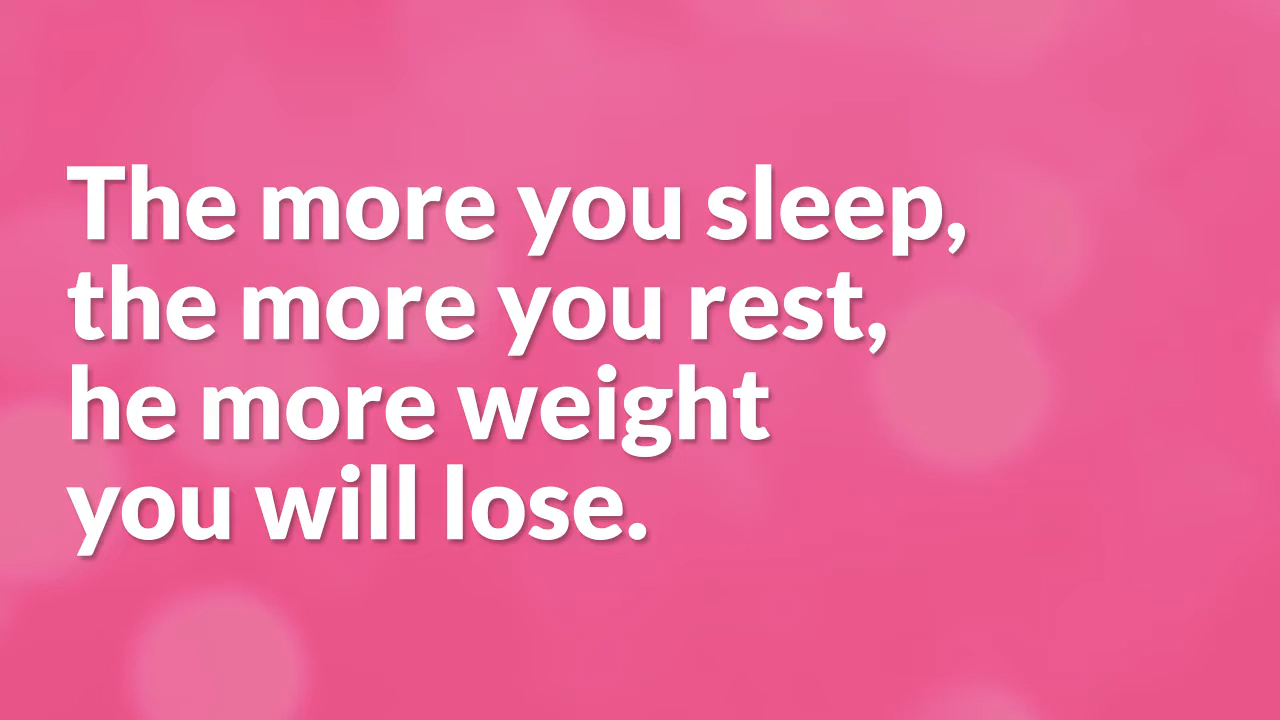 The more you sleep,
the more you rest,
he more weight
you will lose.